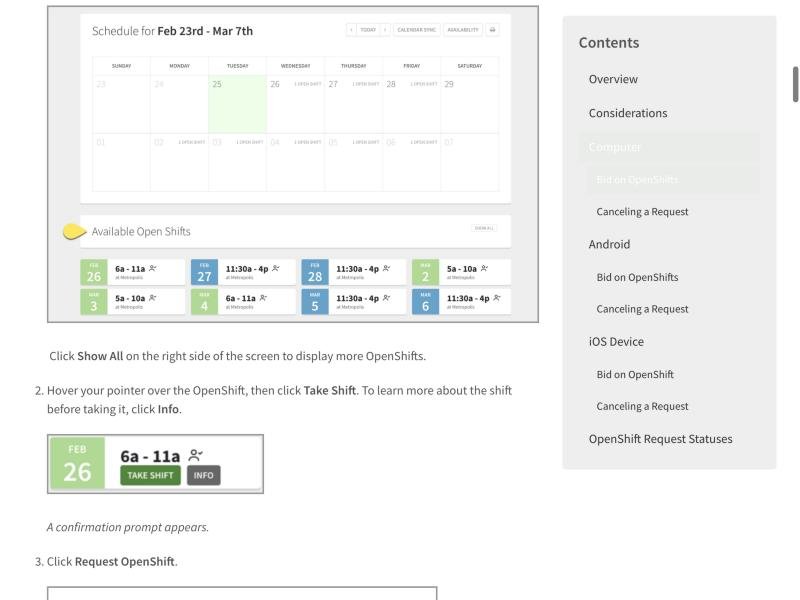 Schedule for Feb 23rd - Mar 7th
TODAY
CALENDAR SYNC
AVAILABILITY
SUNDAY MONDAY TUESDAY WEDNESDAY THURSDAY FRIDAY SATURDAY
23 24 25 26 1 OPEN SHIFT 27 1 OPEN SHIFT 28 1 OPEN SHIFT 29
01 02 1 OPEN SHIFT 03 1 OPEN SHIFT 04 1 OPEN SHIFT 05 1 OPEN SHIFT 06 1 OPEN SHIFT 07
Available Open Shifts
SHOW ALL
FEB 26 6a - 11a at Metropolis
FEB 27 11:30a - 4p at Metropolis
FEB 28 11:30a - 4p at Metropolis
MAR 2 5a - 10a at Metropolis
MAR 3 5a - 10a at Metropolis
MAR 4 6a - 11a at Metropolis
MAR 5 11:30a - 4p at Metropolis
MAR 6 11:30a - 4p at Metropolis
Click Show All on the right side of the screen to display more OpenShifts.
2. Hover your pointer over the OpenShift, then click Take Shift. To learn more about the shift
before taking it, click Info.
FEB
26
6a - 11a
TAKE SHIFT
INFO
A confirmation prompt appears.
3. Click Request OpenShift.
Contents
Overview
Considerations
Computer
Bid on OpenShifts
Canceling a Request
Android
Bid on OpenShifts
Canceling a Request
iOS Device
Bid on OpenShift
Canceling a Request
OpenShift Request Statuses